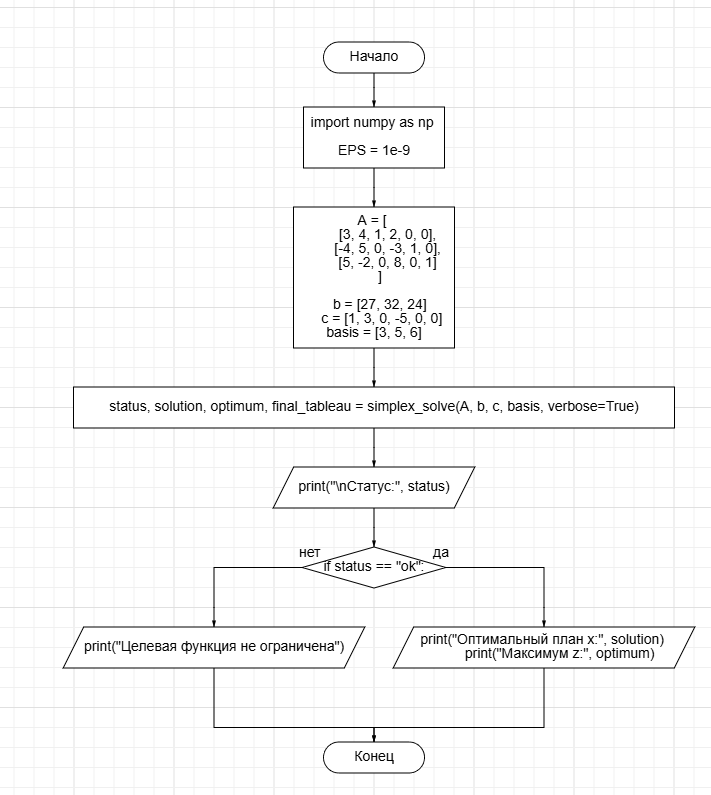 Начало
import numpy as np
EPS = 1e-9
A = [
[3, 4, 1, 2, 0, 0],
[-4, 5, 0, -3, 1, 0],
[5, -2, 0, 8, 0, 1]
]
b = [27, 32, 24]
c = [1, 3, 0, -5, 0, 0]
basis = [3, 5, 6]
status, solution, optimum, final_tableau = simplex_solve(A, b, c, basis, verbose=True)
print("\nСтатус:", status)
нет
да
if status == "ok":
print("Целевая функция не ограничена")
print("Оптимальный план x:", solution)
print("Максимум z:", optimum)
Конец